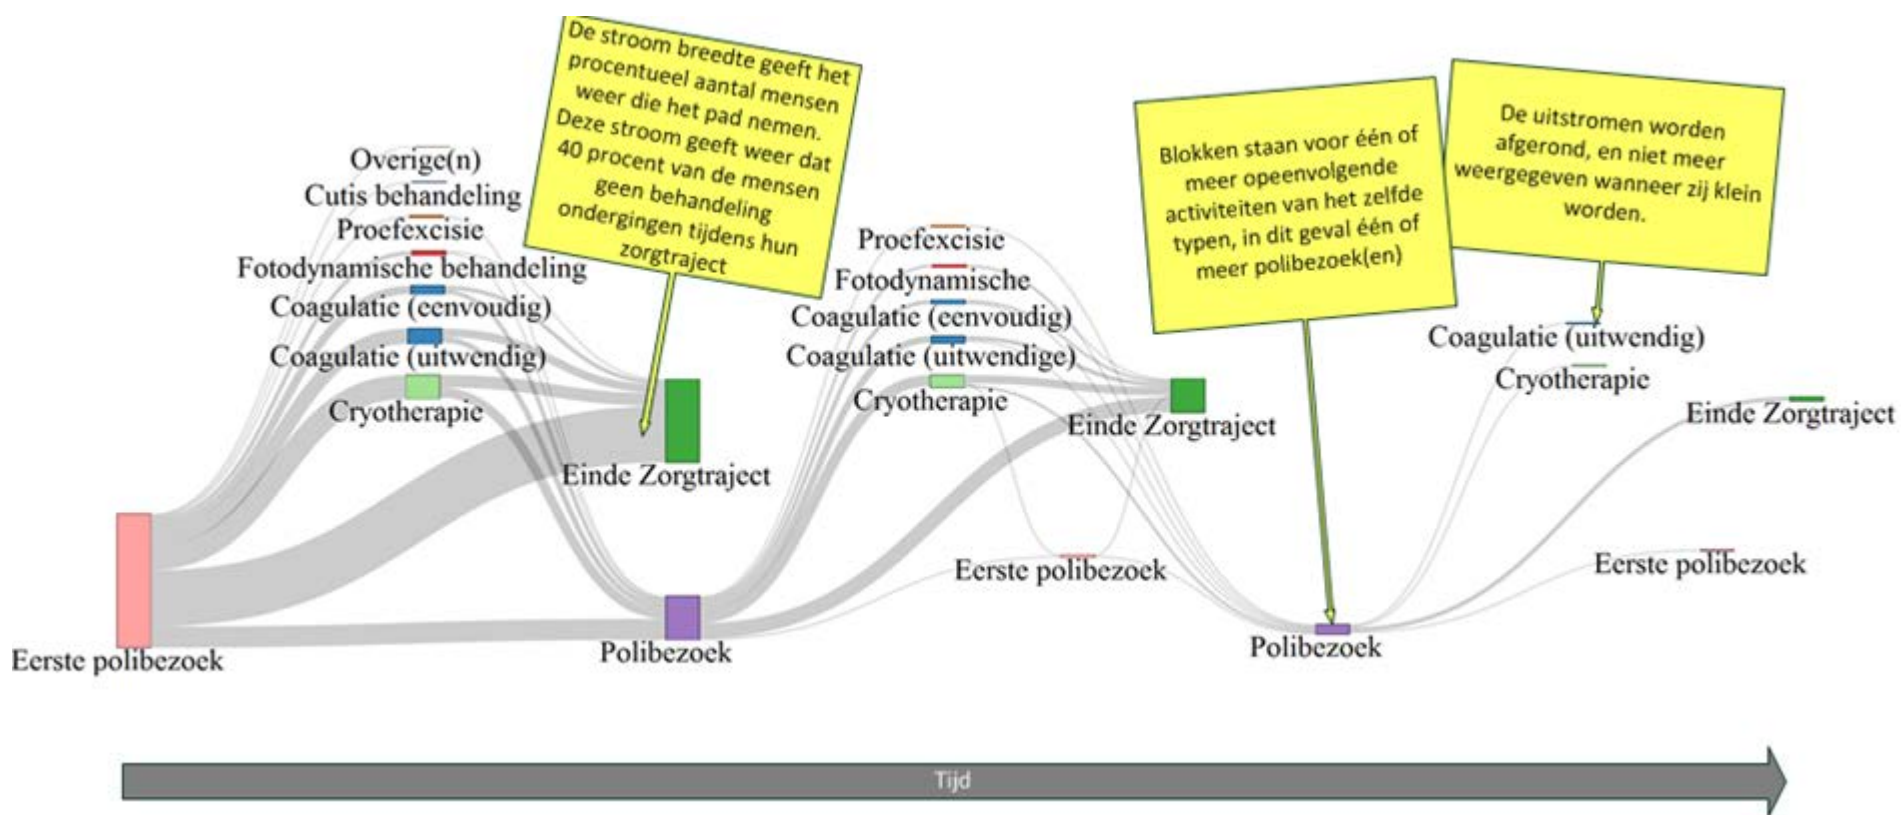 De stroom breedte geeft het
procentueel aantal mensen
weer die het pad nemen.
Deze stroom geeft weer dat
40 procent van de mensen
geen behandeling
ondergingen tijdens hun
zorgtraject
Blokken staan voor één of
meer opeenvolgende
activiteiten van het zelfde
typen, in dit geval één of
meer polibezoek(en)
De uitstromen worden
afgerond, en niet meer
weergegeven wanneer zij klein
worden.
Overige(n)
Cutis behandeling
Proefexcisie
Fotodynamische behandeling
Coagulatie (eenvoudig)
Coagulatie (uitwendig)
Cryotherapie
Einde Zorgtraject
Eerste polibezoek
Polibezoek
Proefexcisie
Fotodynamische
Coagulatie (eenvoudig)
Coagulatie (uitwendige)
Cryotherapie
Einde Zorgtraject
Eerste polibezoek
Polibezoek
Coagulatie (uitwendig)
Cryotherapie
Einde Zorgtraject
Eerste polibezoek
Tijd